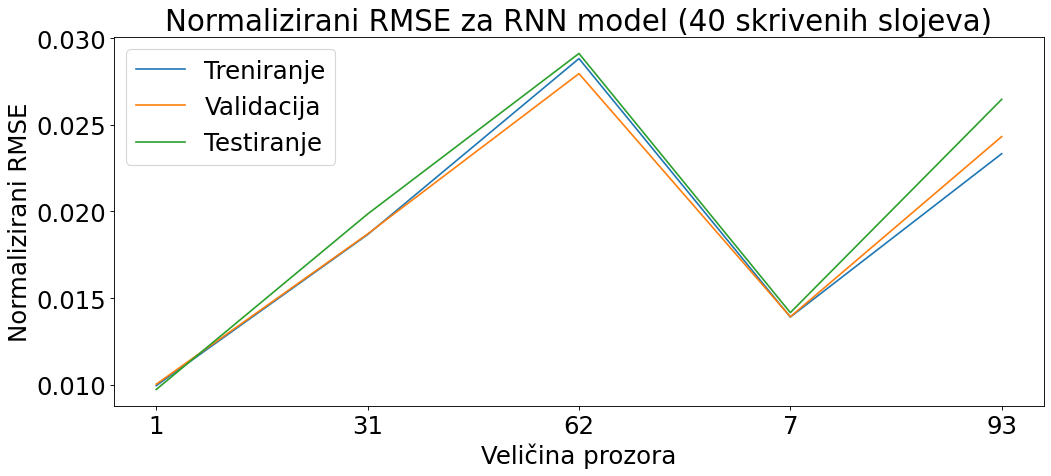 Normalizirani RMSE za RNN model (40 skrivenih slojeva)
0.030
0.025
0.020
0.015
0.010
Normalizirani RMSE
Treniranje
Validacija
Testiranje
1 31 62 7 93
Veličina prozora